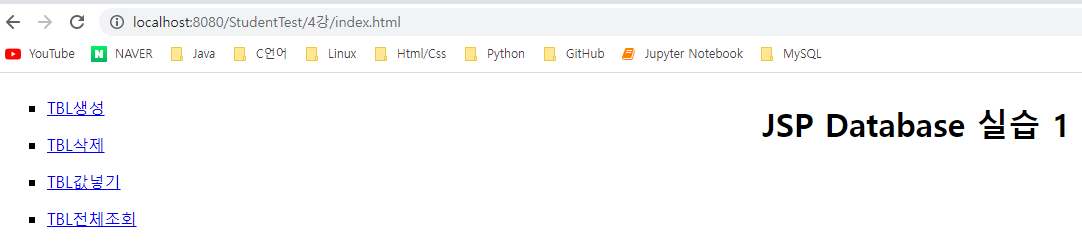 localhost:8080/StudentTest/4강/index.html
YouTube NAVER Java C언어 Linux Html/Css Python GitHub Jupyter Notebook MySQL
TBL생성
TBL삭제
TBL값넣기
TBL전체조회
JSP Database 실습 1